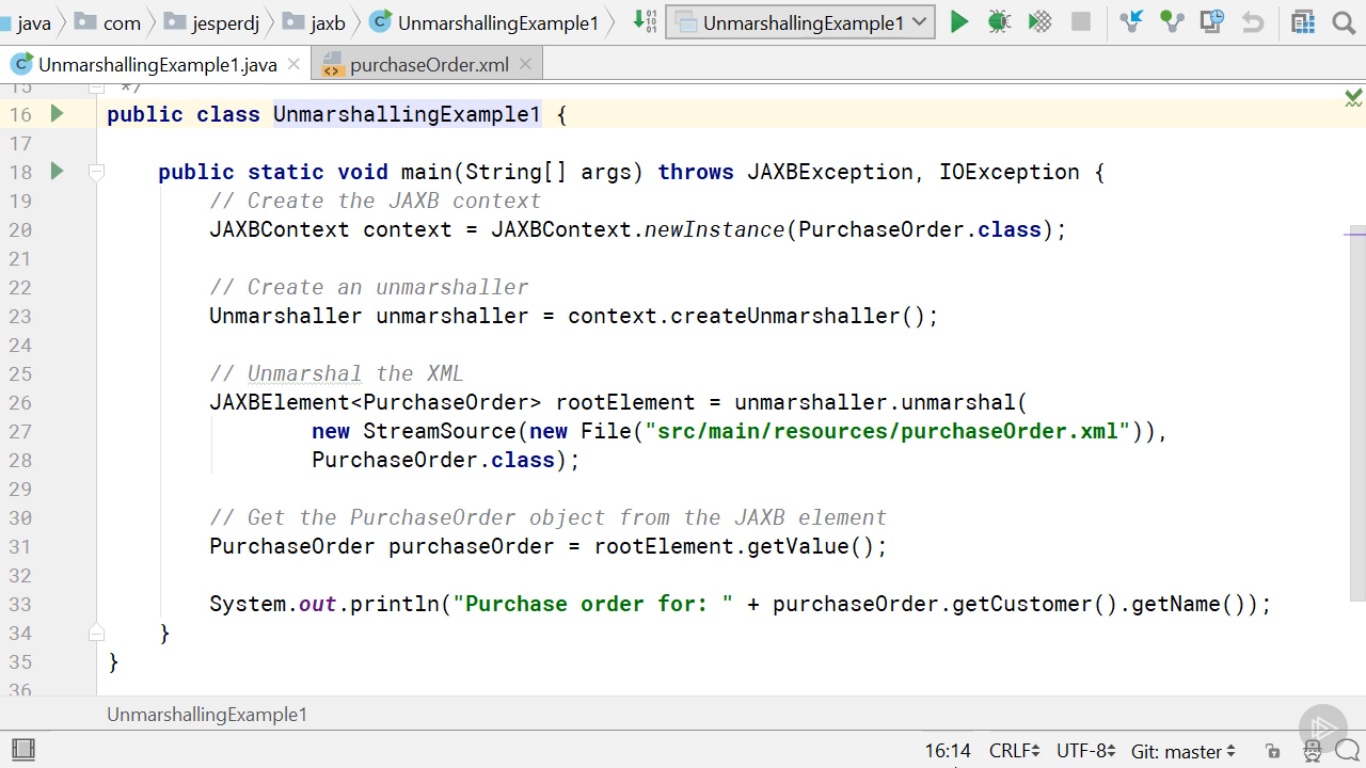 java com jesperdj jaxb UnmarshallingExample1 UnmarshallingExample1
UnmarshallingExample1.java purchaseOrder.xml
15 */
16 public class UnmarshallingExample1 {
17
18 public static void main(String[] args) throws JAXBException, IOException {
19 // Create the JAXB context
20 JAXBContext context = JAXBContext.newInstance(PurchaseOrder.class);
21
22 // Create an unmarshaller
23 Unmarshaller unmarshaller = context.createUnmarshaller();
24
25 // Unmarshal the XML
26 JAXBElement<PurchaseOrder> rootElement = unmarshaller.unmarshal(
27 new StreamSource(new File("src/main/resources/purchaseOrder.xml")),
28 PurchaseOrder.class);
29
30 // Get the PurchaseOrder object from the JAXB element
31 PurchaseOrder purchaseOrder = rootElement.getValue();
32
33 System.out.println("Purchase order for: " + purchaseOrder.getCustomer().getName());
34 }
35 }
36
UnmarshallingExample1
16:14 CRLF UTF-8 Git: master